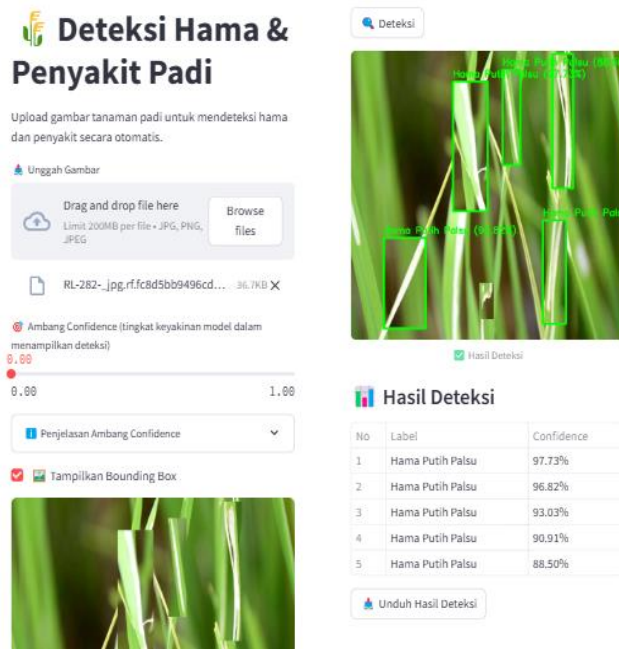 Deteksi Hama &
Penyakit Padi
Upload gambar tanaman padi untuk mendeteksi hama
dan penyakit secara otomatis.
Unggah Gambar
Drag and drop file here
Limit 200MB per file • JPG, PNG,
JPEG
Browse
files
RL-282-_jpg.rf.fc8d5bb9496cd... 36.7KB
Ambang Confidence (tingkat keyakinan model dalam
menampilkan deteksi)
0.00
0.00 1.00
Penjelasan Ambang Confidence
Tampilkan Bounding Box
Deteksi
Hama Putih
Hama Putih Palsu
Hasil Deteksi
Hasil Deteksi
No Label Confidence
1 Hama Putih Palsu 97.73%
2 Hama Putih Palsu 96.82%
3 Hama Putih Palsu 93.03%
4 Hama Putih Palsu 90.91%
5 Hama Putih Palsu 88.50%
Unduh Hasil Deteksi